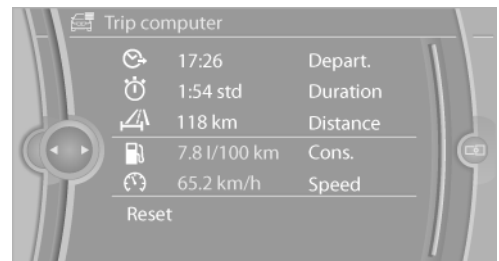 Trip computer
17:26 Depart.
1:54 std Duration
118 km Distance
7.8 l/100 km Cons.
65.2 km/h Speed
Reset